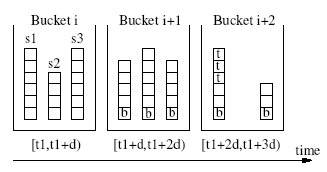 Bucket i Bucket i+1 Bucket i+2
s1 s3
s2 t
t
t
b b b b b
[t1,t1+d) [t1+d,t1+2d) [t1+2d,t1+3d)
time